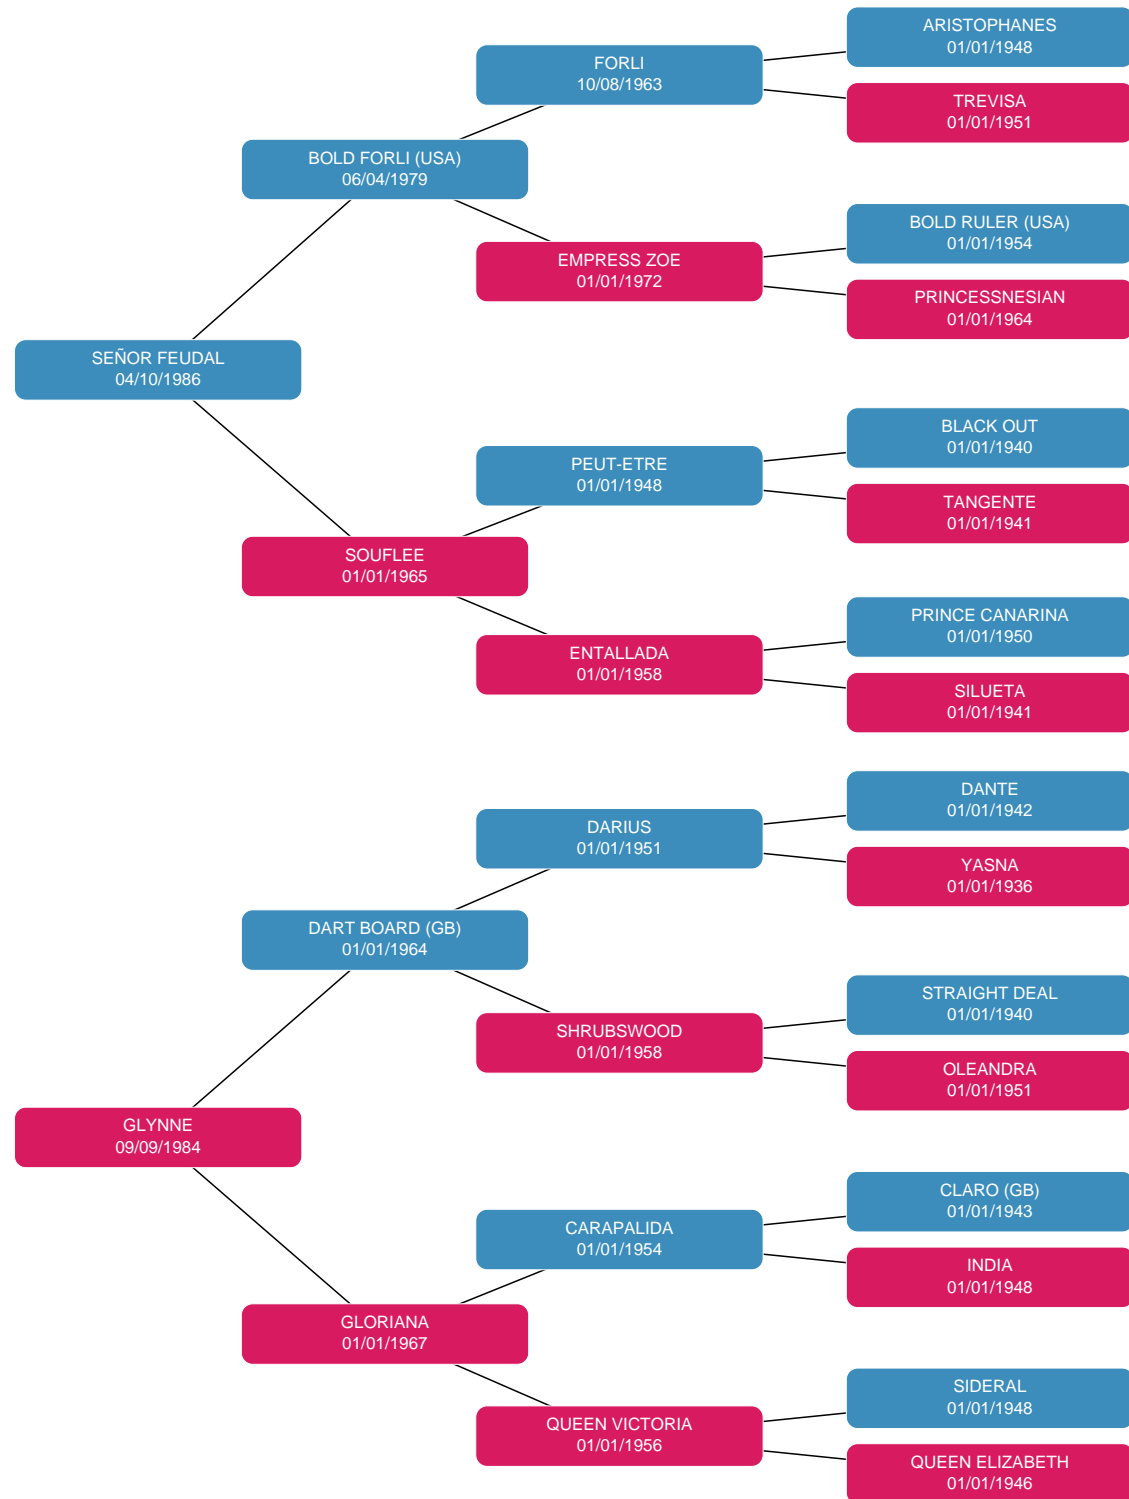 ARISTOPHANES
01/01/1948
FORLI
10/08/1963
TREVISA
01/01/1951
BOLD FORLI (USA)
06/04/1979
BOLD RULER (USA)
01/01/1954
EMPRESS ZOE
01/01/1972
PRINCESSNESIAN
01/01/1964
SEÑOR FEUDAL
04/10/1986
BLACK OUT
01/01/1940
PEUT-ETRE
01/01/1948
TANGENTE
01/01/1941
SOUFLEE
01/01/1965
PRINCE CANARINA
01/01/1950
ENTALLADA
01/01/1958
SILUETA
01/01/1941
DANTE
01/01/1942
DARIUS
01/01/1951
YASNA
01/01/1936
DART BOARD (GB)
01/01/1964
STRAIGHT DEAL
01/01/1940
SHRUBSWOOD
01/01/1958
OLEANDRA
01/01/1951
GLYNNE
09/09/1984
CLARO (GB)
01/01/1943
CARAPALIDA
01/01/1954
INDIA
01/01/1948
GLORIANA
01/01/1967
SIDERAL
01/01/1948
QUEEN VICTORIA
01/01/1956
QUEEN ELIZABETH
01/01/1946